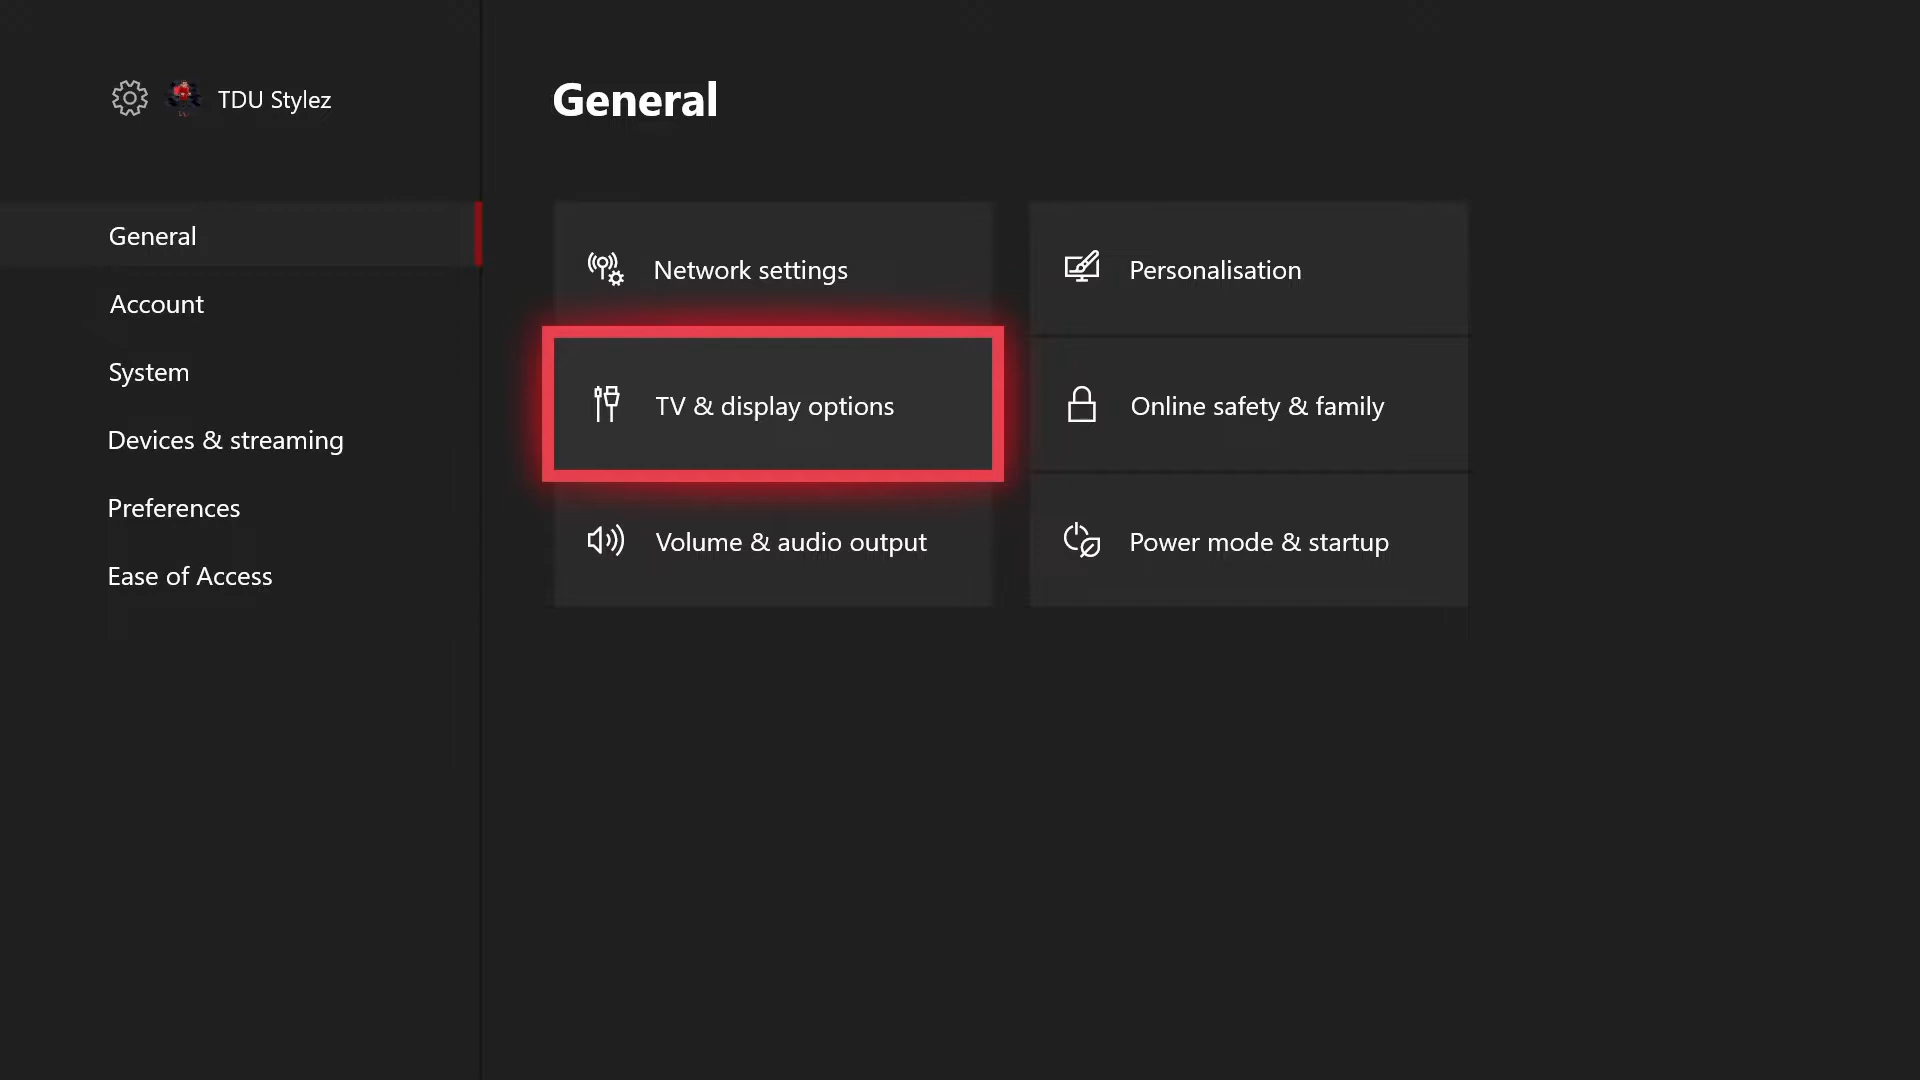 TDU Stylez
General
Account
System
Devices & streaming
Preferences
Ease of Access
General
Network settings
TV & display options
Volume & audio output
Personalisation
Online safety & family
Power mode & startup